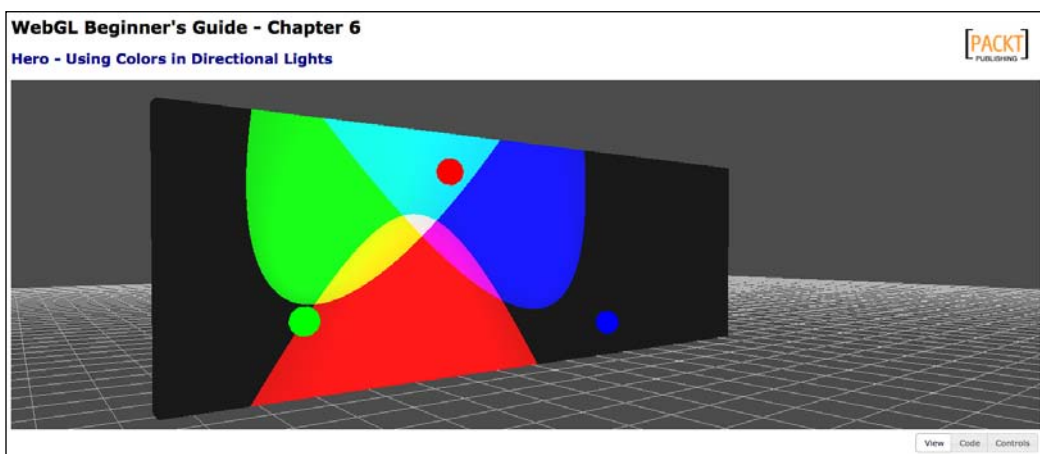 WebGL Beginner's Guide - Chapter 6
Hero - Using Colors in Directional Lights
PACKT
PUBLISHING
View Code Controls